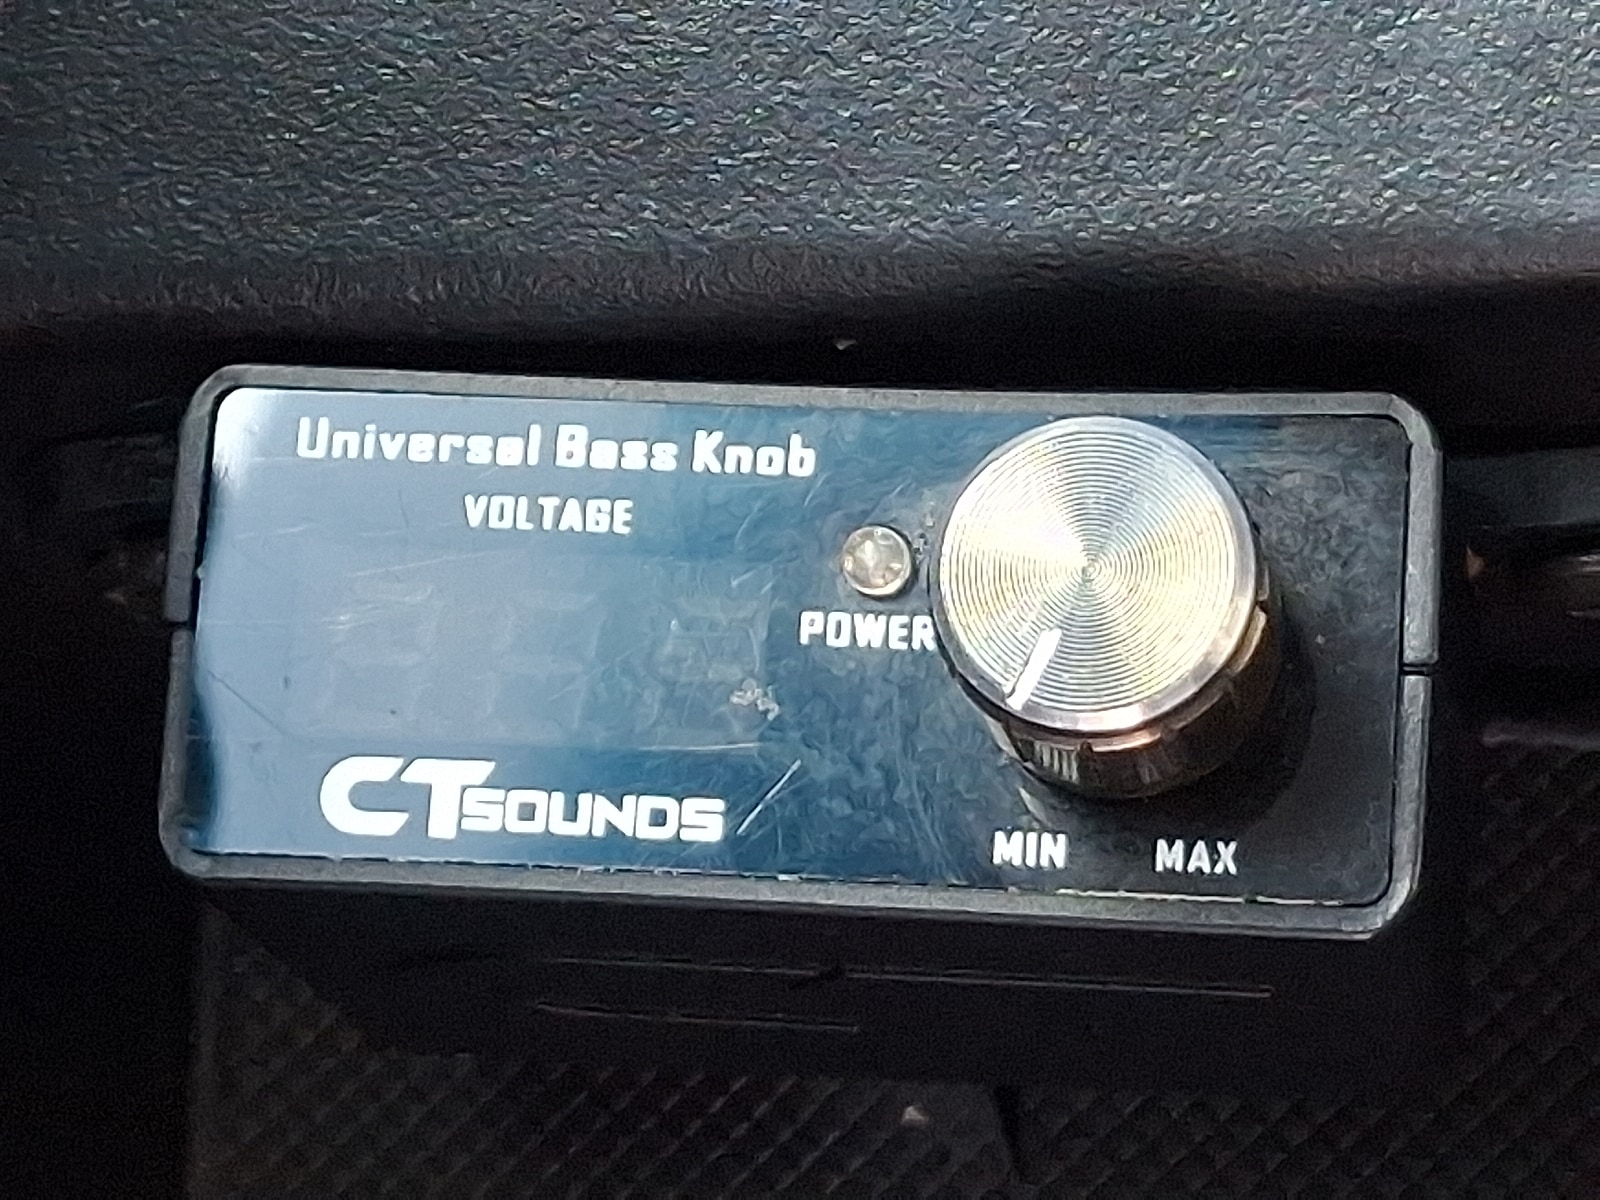 Universal Bass Knob
VOLTAGE
POWER
CT SOUNDS
MIN MAX